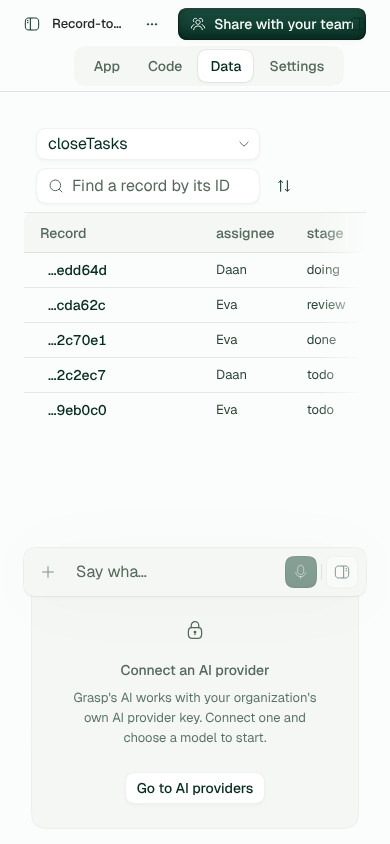 Record-to...
Share with your team
App Code Data Settings
closeTasks
Find a record by its ID
Record assignee stage
...edd64d Daan doing
...cda62c Eva review
...2c70e1 Eva done
...2c2ec7 Daan todo
...9eb0c0 Eva todo
Say wha...
Connect an AI provider
Grasp's AI works with your organization's
own AI provider key. Connect one and
choose a model to start.
Go to AI providers